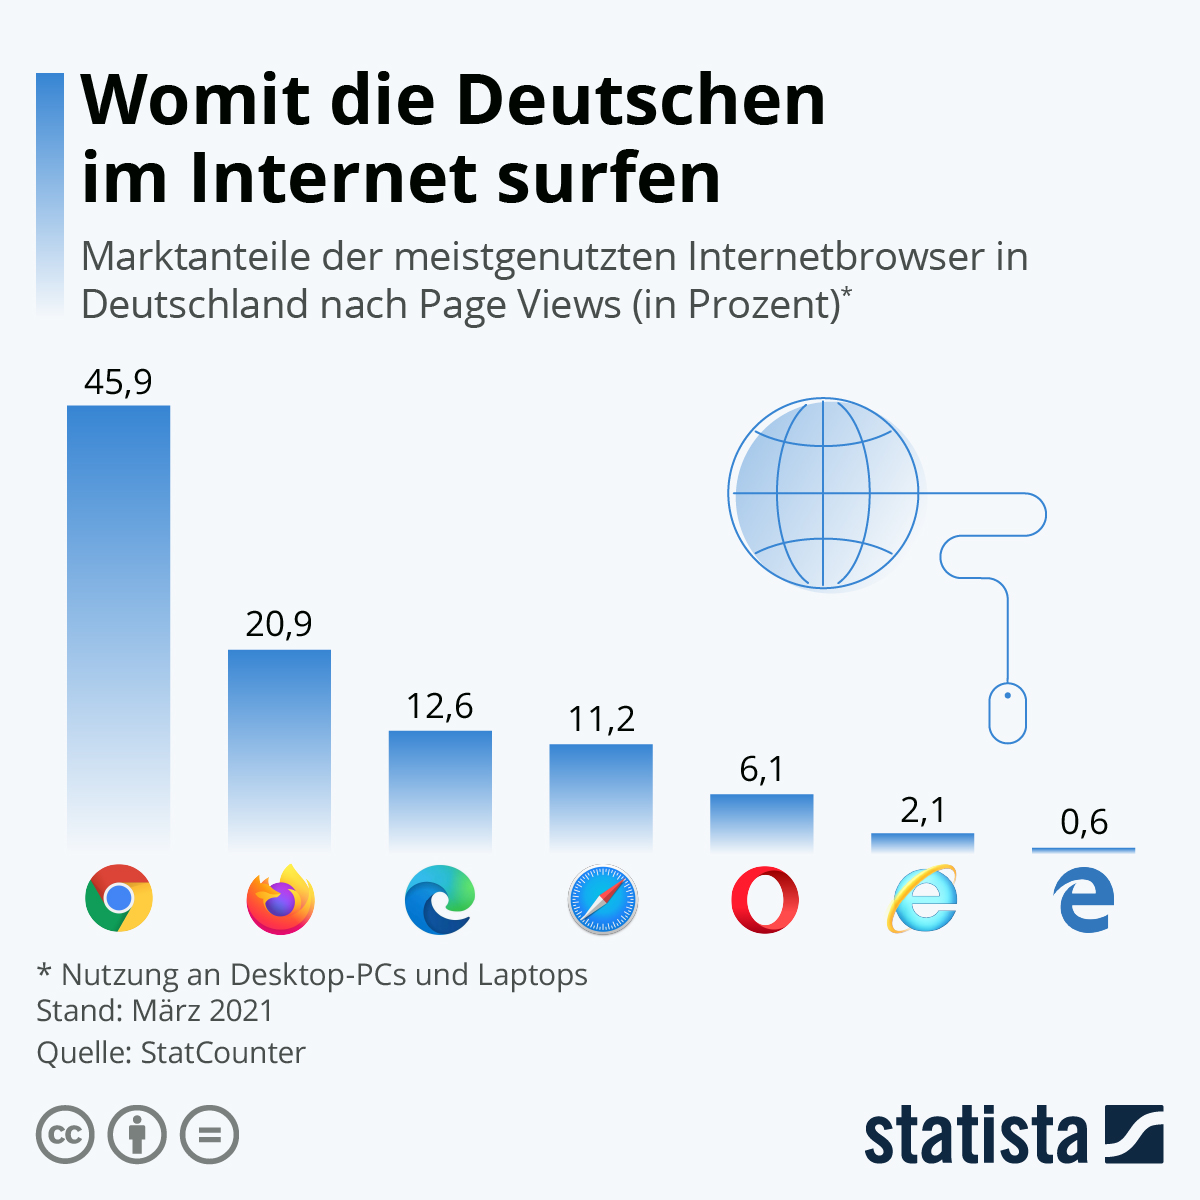 Womit die Deutschen
im Internet surfen
Marktanteile der meistgenutzten Internetbrowser in
Deutschland nach Page Views (in Prozent)*
45,9
20,9
12,6
11,2
6,1
2,1
0,6
* Nutzung an Desktop-PCs und Laptops
Stand: März 2021
Quelle: StatCounter
cc
statista